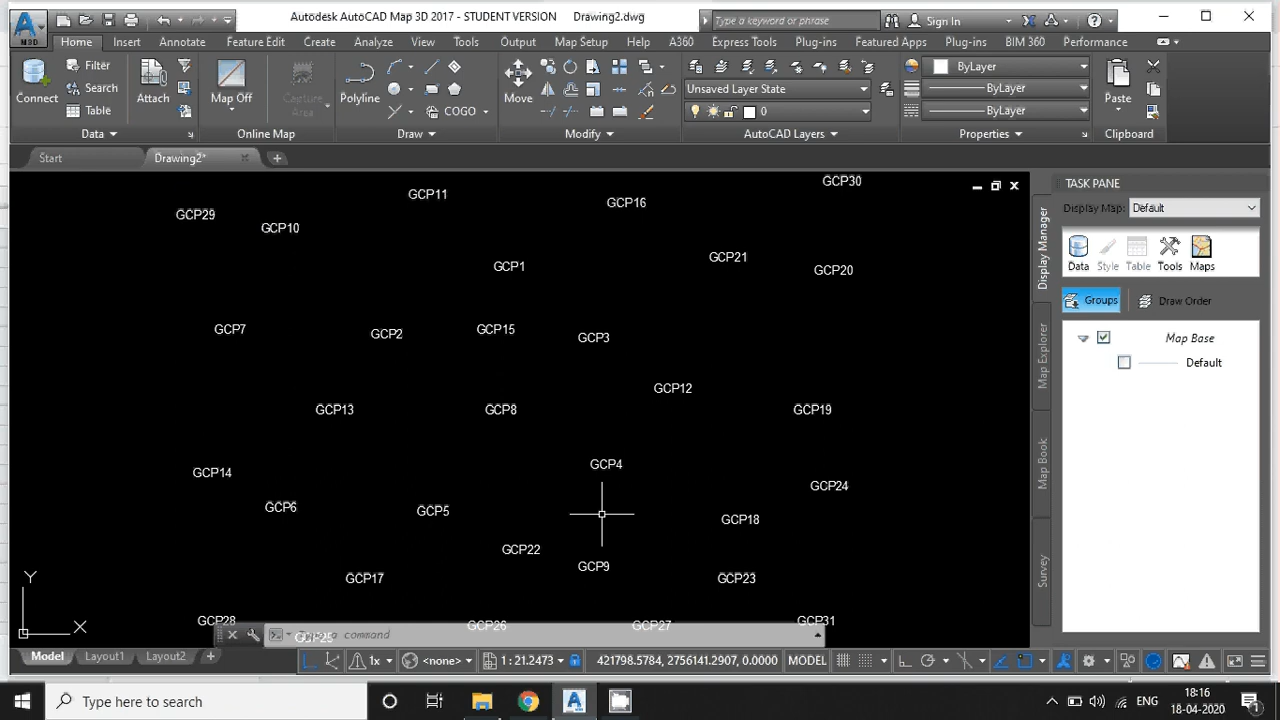 Autodesk AutoCAD Map 3D 2017 - STUDENT VERSION Drawing2.dwg
Type a keyword or phrase
Sign In
M3D
Home Insert Annotate Feature Edit Create Analyze View Tools Output Map Setup Help A360 Express Tools Plug-ins Featured Apps Plug-ins BIM 360 Performance
Connect
Filter
Search
Table
Data
Attach
Map Off
Online Map
Capture
Area
Polyline
COGO
Draw
Move
Modify
Unsaved Layer State
0
AutoCAD Layers
ByLayer
ByLayer
ByLayer
Properties
Paste
Clipboard
Start Drawing2*
GCP30
GCP11
GCP16
GCP29
GCP10
GCP21
GCP1
GCP20
GCP7
GCP15
GCP2
GCP3
GCP12
GCP13
GCP8
GCP19
GCP4
GCP14
GCP24
GCP6
GCP5
GCP18
GCP22
GCP9
GCP17
GCP23
GCP28
GCP31
GCP26
GCP27
GCP25
Y
X
Type a command
TASK PANE
Display Map: Default
Data Style Table Tools Maps
Groups Draw Order
Map Base
Default
Display Manager
Map Explorer
Map Book
Survey
Model Layout1 Layout2
1x <none> 1 : 21.2473 421798.5784, 2756141.2907, 0.0000 MODEL
Type here to search
ENG
18:16
18-04-2020
1